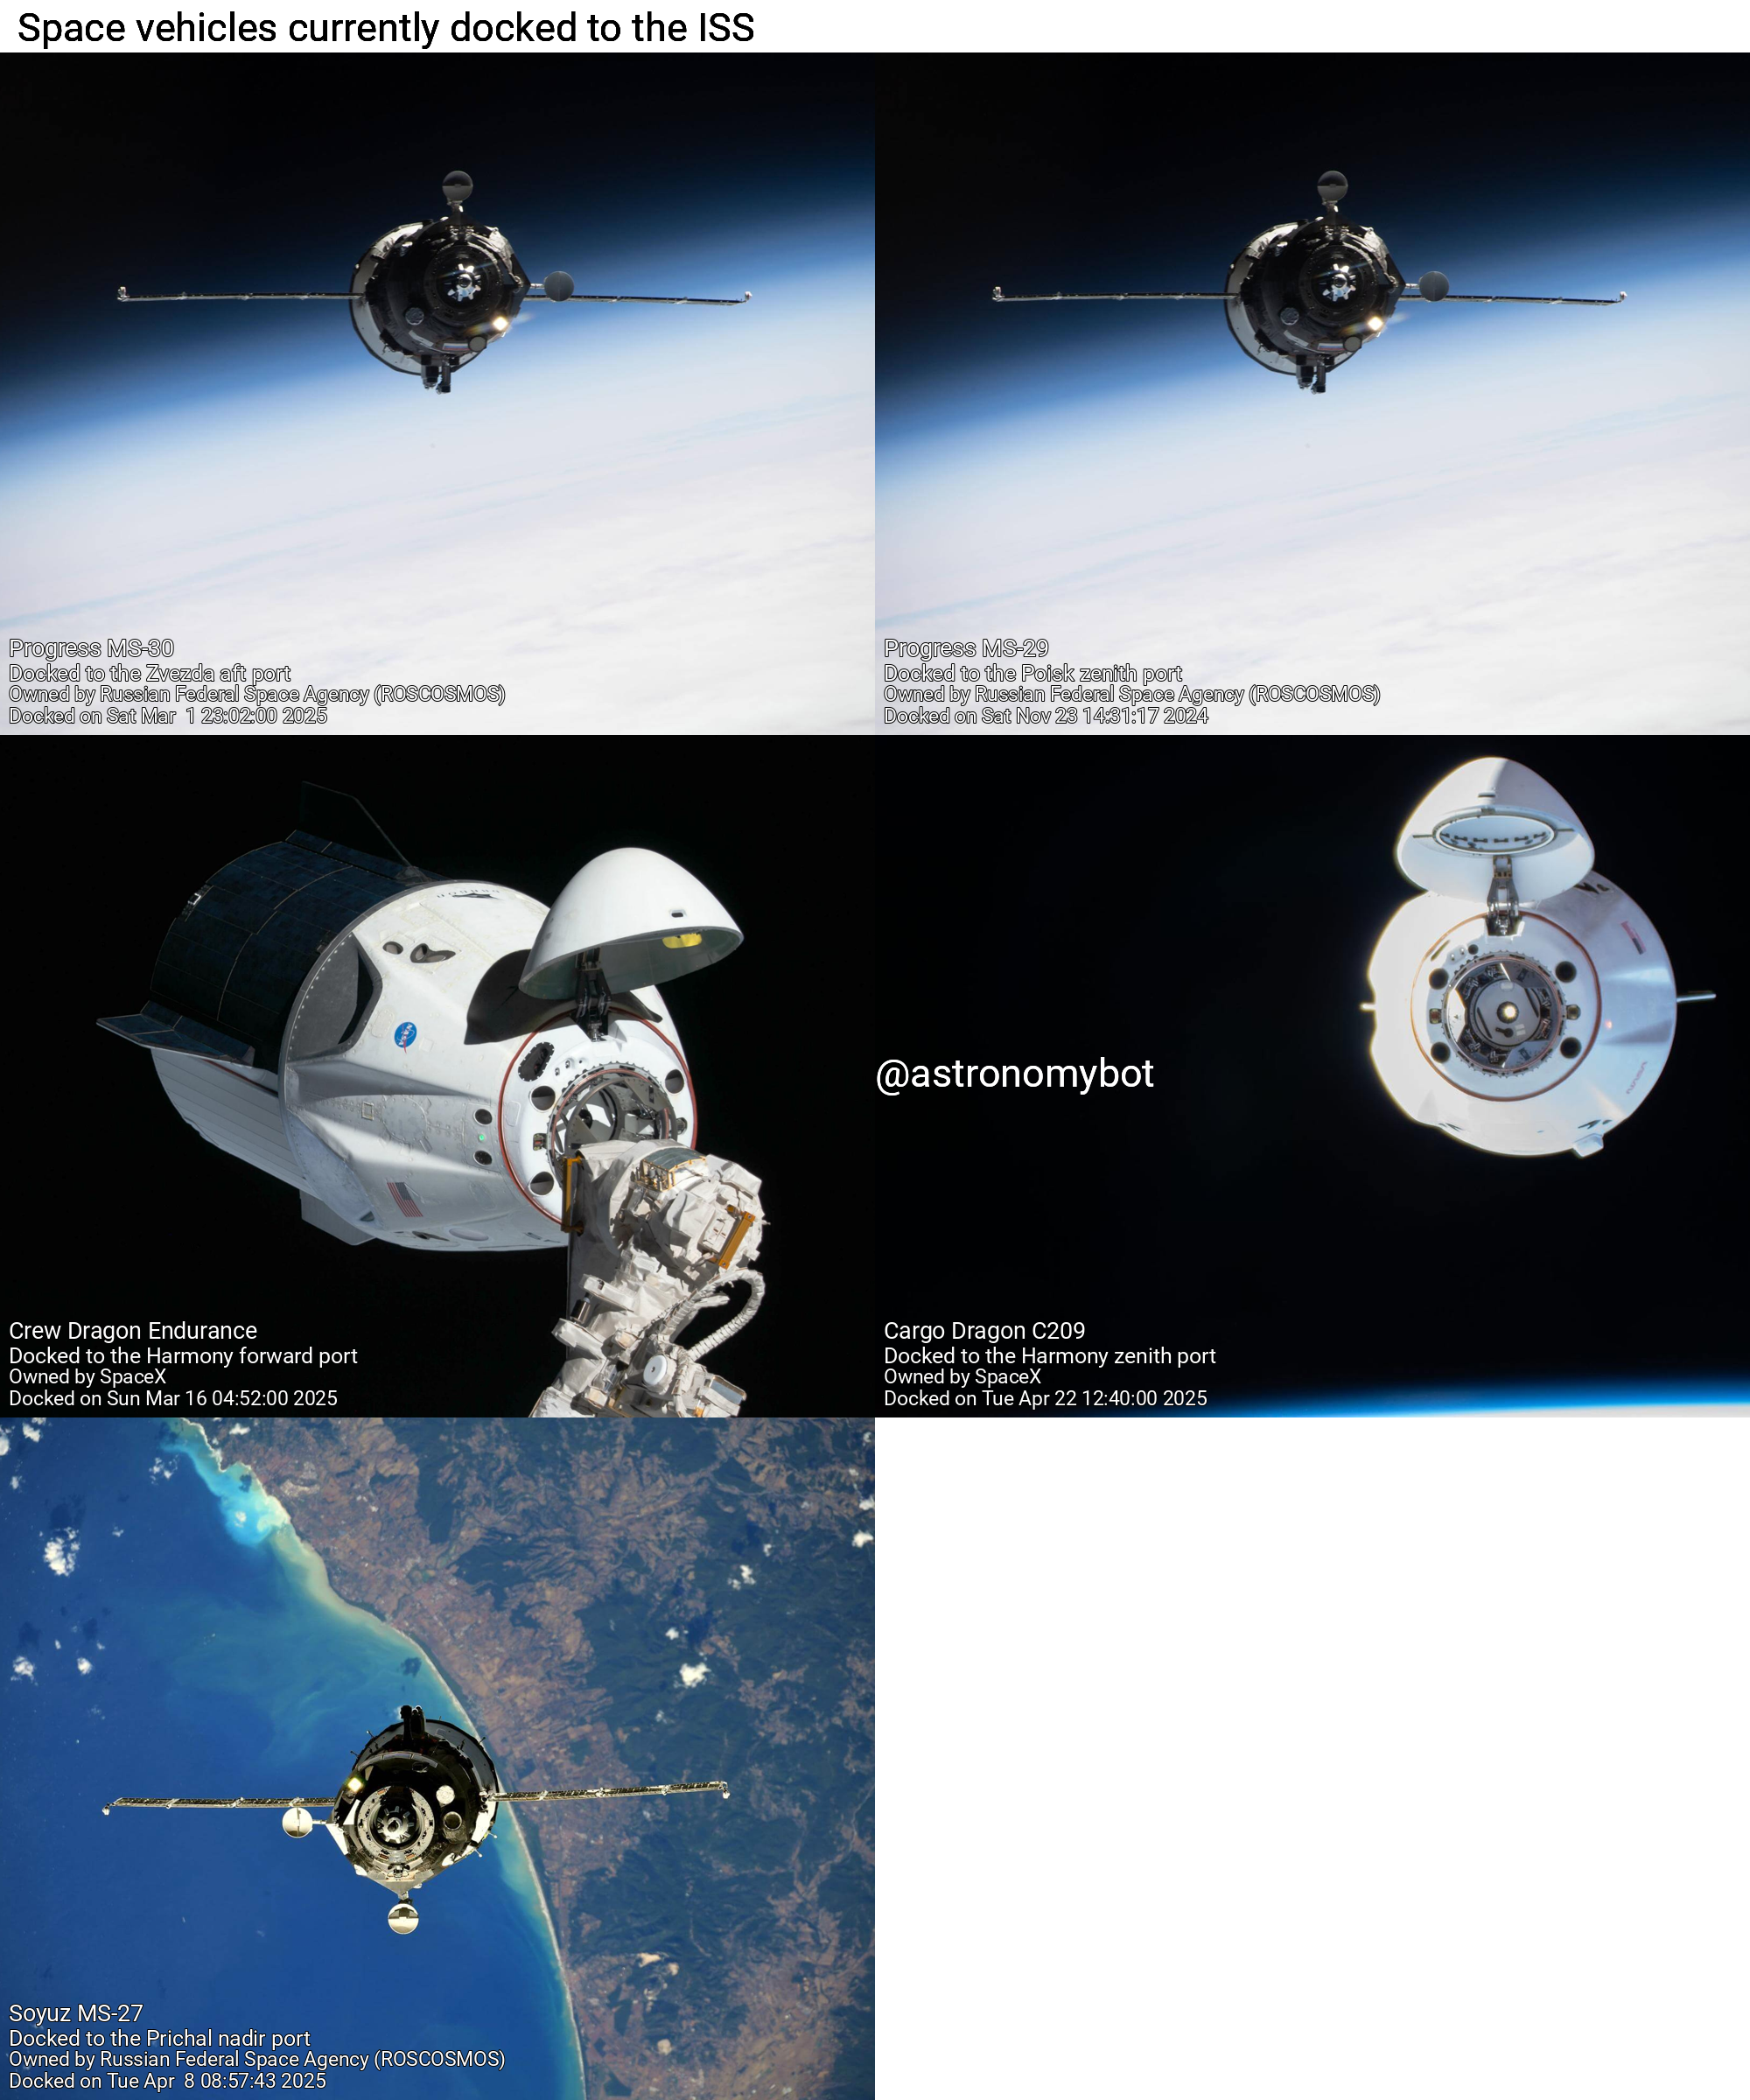 Space vehicles currently docked to the ISS
Progress MS-30
Docked to the Zvezda aft port
Owned by Russian Federal Space Agency (ROSCOSMOS)
Docked on Sat Mar  1 23:02:00 2025
Progress MS-29
Docked to the Poisk zenith port
Owned by Russian Federal Space Agency (ROSCOSMOS)
Docked on Sat Nov 23 14:31:17 2024
Crew Dragon Endurance
Docked to the Harmony forward port
Owned by SpaceX
Docked on Sun Mar 16 04:52:00 2025
@astronomybot
Cargo Dragon C209
Docked to the Harmony zenith port
Owned by SpaceX
Docked on Tue Apr 22 12:40:00 2025
Soyuz MS-27
Docked to the Prichal nadir port
Owned by Russian Federal Space Agency (ROSCOSMOS)
Docked on Tue Apr  8 08:57:43 2025